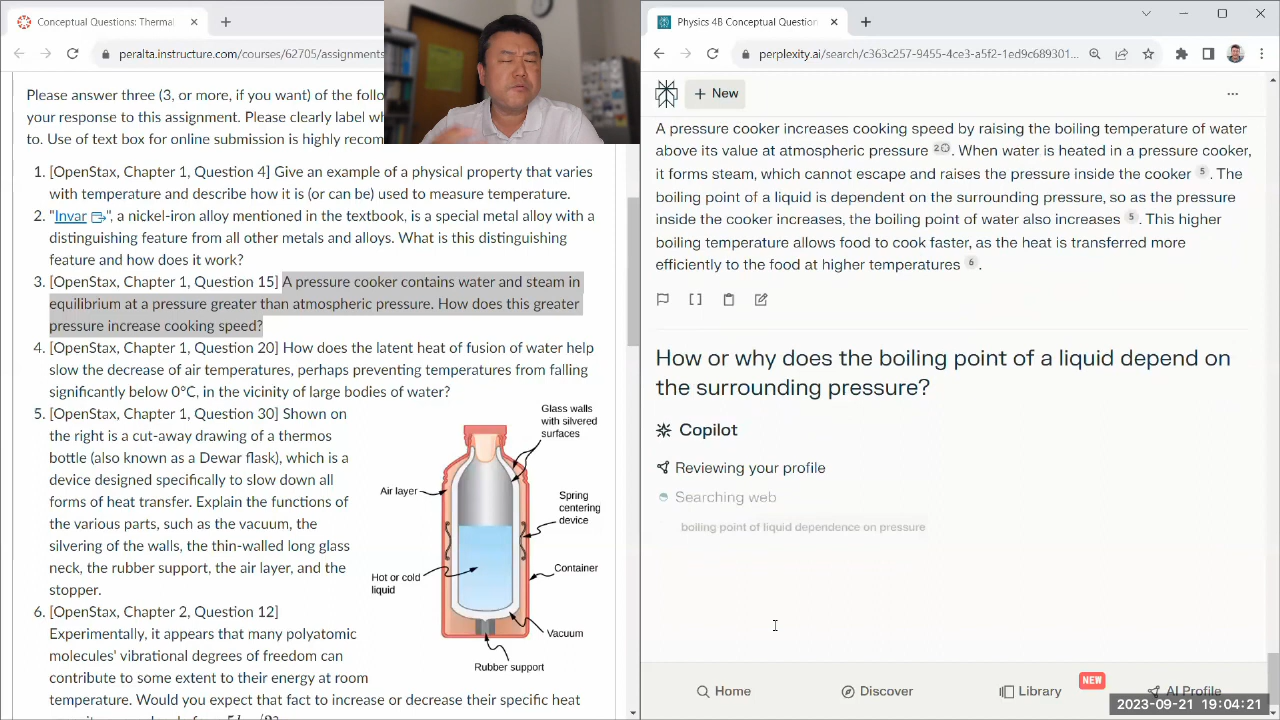 Conceptual Questions: Thermal
peralta.instructure.com/courses/62705/assignments
Please answer three (3, or more, if you want) of the follo
your response to this assignment. Please clearly label wh
to. Use of text box for online submission is highly recom
1. [OpenStax, Chapter 1, Question 4] Give an example of a physical property that varies
with temperature and describe how it is (or can be) used to measure temperature.
2. "Invar", a nickel-iron alloy mentioned in the textbook, is a special metal alloy with a
distinguishing feature from all other metals and alloys. What is this distinguishing
feature and how does it work?
3. [OpenStax, Chapter 1, Question 15] A pressure cooker contains water and steam in
equilibrium at a pressure greater than atmospheric pressure. How does this greater
pressure increase cooking speed?
4. [OpenStax, Chapter 1, Question 20] How does the latent heat of fusion of water help
slow the decrease of air temperatures, perhaps preventing temperatures from falling
significantly below 0°C, in the vicinity of large bodies of water?
5. [OpenStax, Chapter 1, Question 30] Shown on
the right is a cut-away drawing of a thermos
bottle (also known as a Dewar flask), which is a
device designed specifically to slow down all
forms of heat transfer. Explain the functions of
the various parts, such as the vacuum, the
silvering of the walls, the thin-walled long glass
neck, the rubber support, the air layer, and the
stopper.
Glass walls
with silvered
surfaces
Air layer
Spring
centering
device
Hot or cold
liquid
Container
Vacuum
Rubber support
6. [OpenStax, Chapter 2, Question 12]
Experimentally, it appears that many polyatomic
molecules' vibrational degrees of freedom can
contribute to some extent to their energy at room
temperature. Would you expect that fact to increase or decrease their specific heat
Physics 4B Conceptual Question
perplexity.ai/search/c363c257-9455-4ce3-a5f2-1ed9c689301...
+ New
A pressure cooker increases cooking speed by raising the boiling temperature of water
above its value at atmospheric pressure 2. When water is heated in a pressure cooker,
it forms steam, which cannot escape and raises the pressure inside the cooker 5. The
boiling point of a liquid is dependent on the surrounding pressure, so as the pressure
inside the cooker increases, the boiling point of water also increases 5. This higher
boiling temperature allows food to cook faster, as the heat is transferred more
efficiently to the food at higher temperatures 6.
How or why does the boiling point of a liquid depend on
the surrounding pressure?
Copilot
Reviewing your profile
Searching web
boiling point of liquid dependence on pressure
Home
Discover
Library
NEW
AI Profile
2023-09-21 19:04:21